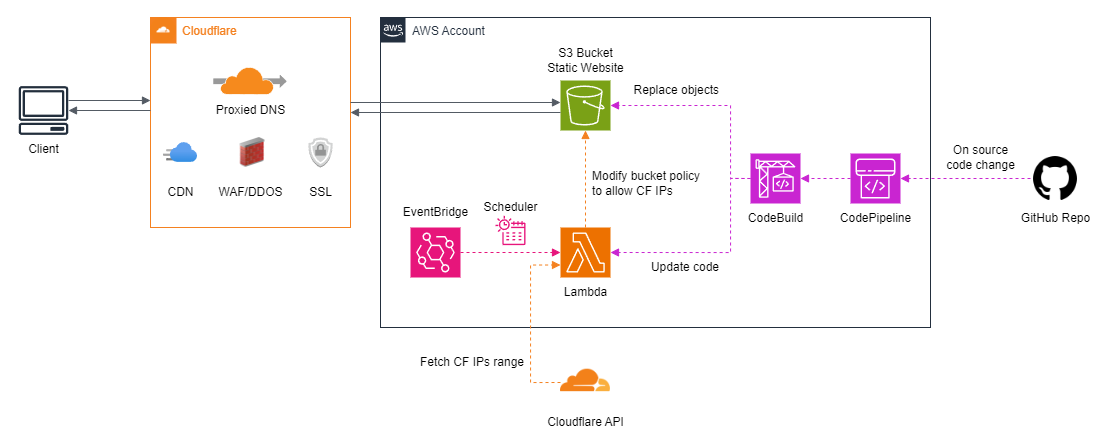 Cloudflare
aws
AWS Account
S3 Bucket
Static Website
Replace objects
Proxied DNS
Client
On source
code change
CDN
WAF/DDOS
SSL
Modify bucket policy
to allow CF IPs
CodeBuild
CodePipeline
GitHub Repo
EventBridge
Scheduler
Update code
Lambda
Fetch CF IPs range
Cloudflare API